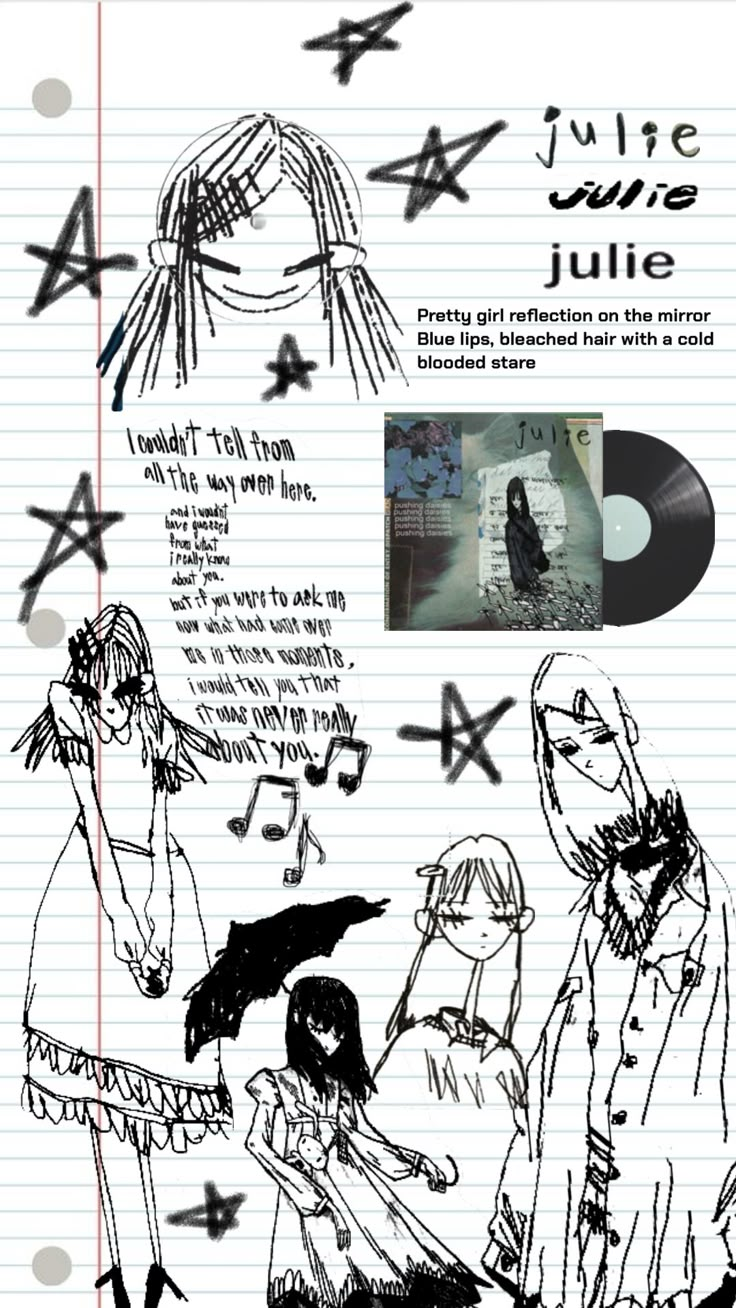 julie
julie
julie
Pretty girl reflection on the mirror
Blue lips, bleached hair with a cold
blooded stare
I couldn't tell from
all the way over here.
and i wouldn't
have guessed
from what
i really know
about you.
but if you were to ask me
now what had come over
me in those moments,
i would tell you that
it was never really
about you.
julie
pushing daisies
pushing daisies
pushing daisies
pushing daisies
pushing daisies